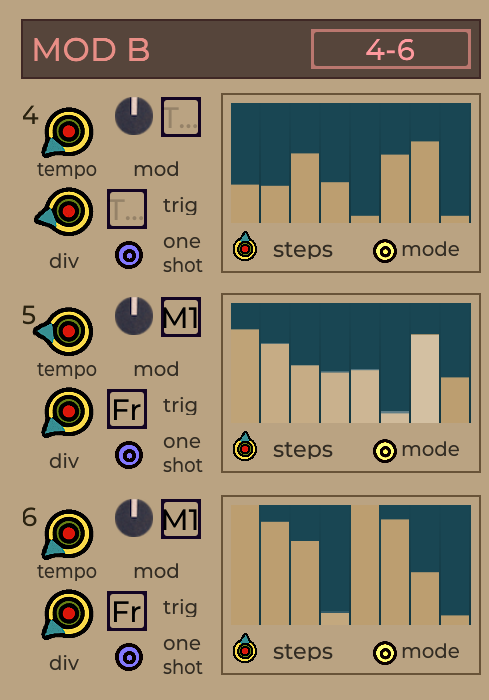 MOD B 4-6
4 T...
tempo mod
T... trig
div one shot
steps mode
5 M1
tempo mod
Fr trig
div one shot
steps mode
6 M1
tempo mod
Fr trig
div one shot
steps mode